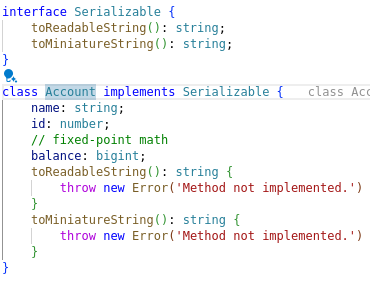 interface Serializable {
    toReadableString(): string;
    toMiniatureString(): string;
}
class Account implements Serializable {    class Acc
    name: string;
    id: number;
    // fixed-point math
    balance: bigint;
    toReadableString(): string {
        throw new Error('Method not implemented.')
    }
    toMiniatureString(): string {
        throw new Error('Method not implemented.')
    }
}